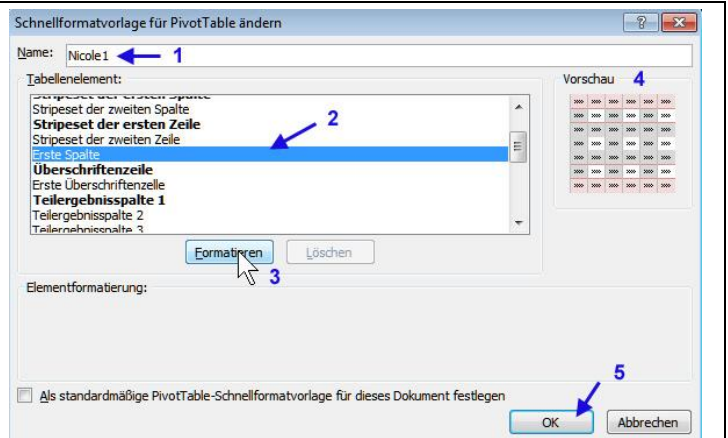 Schnellformatvorlage für PivotTable ändern
Name: Nicole1 1
Tabellenelement:
Vorschau 4
Stripeset der ersten Spalte
Stripeset der zweiten Spalte
Stripeset der ersten Zeile 2
Stripeset der zweiten Zeile
Erste Spalte
Überschriftenzeile
Erste Überschriftenzelle
Teilergebnisspalte 1
Teilergebnisspalte 2
Teilergebnisspalte 3
Formatieren Löschen
3
Elementformatierung:
Als standardmäßige PivotTable-Schnellformatvorlage für dieses Dokument festlegen
5
OK Abbrechen